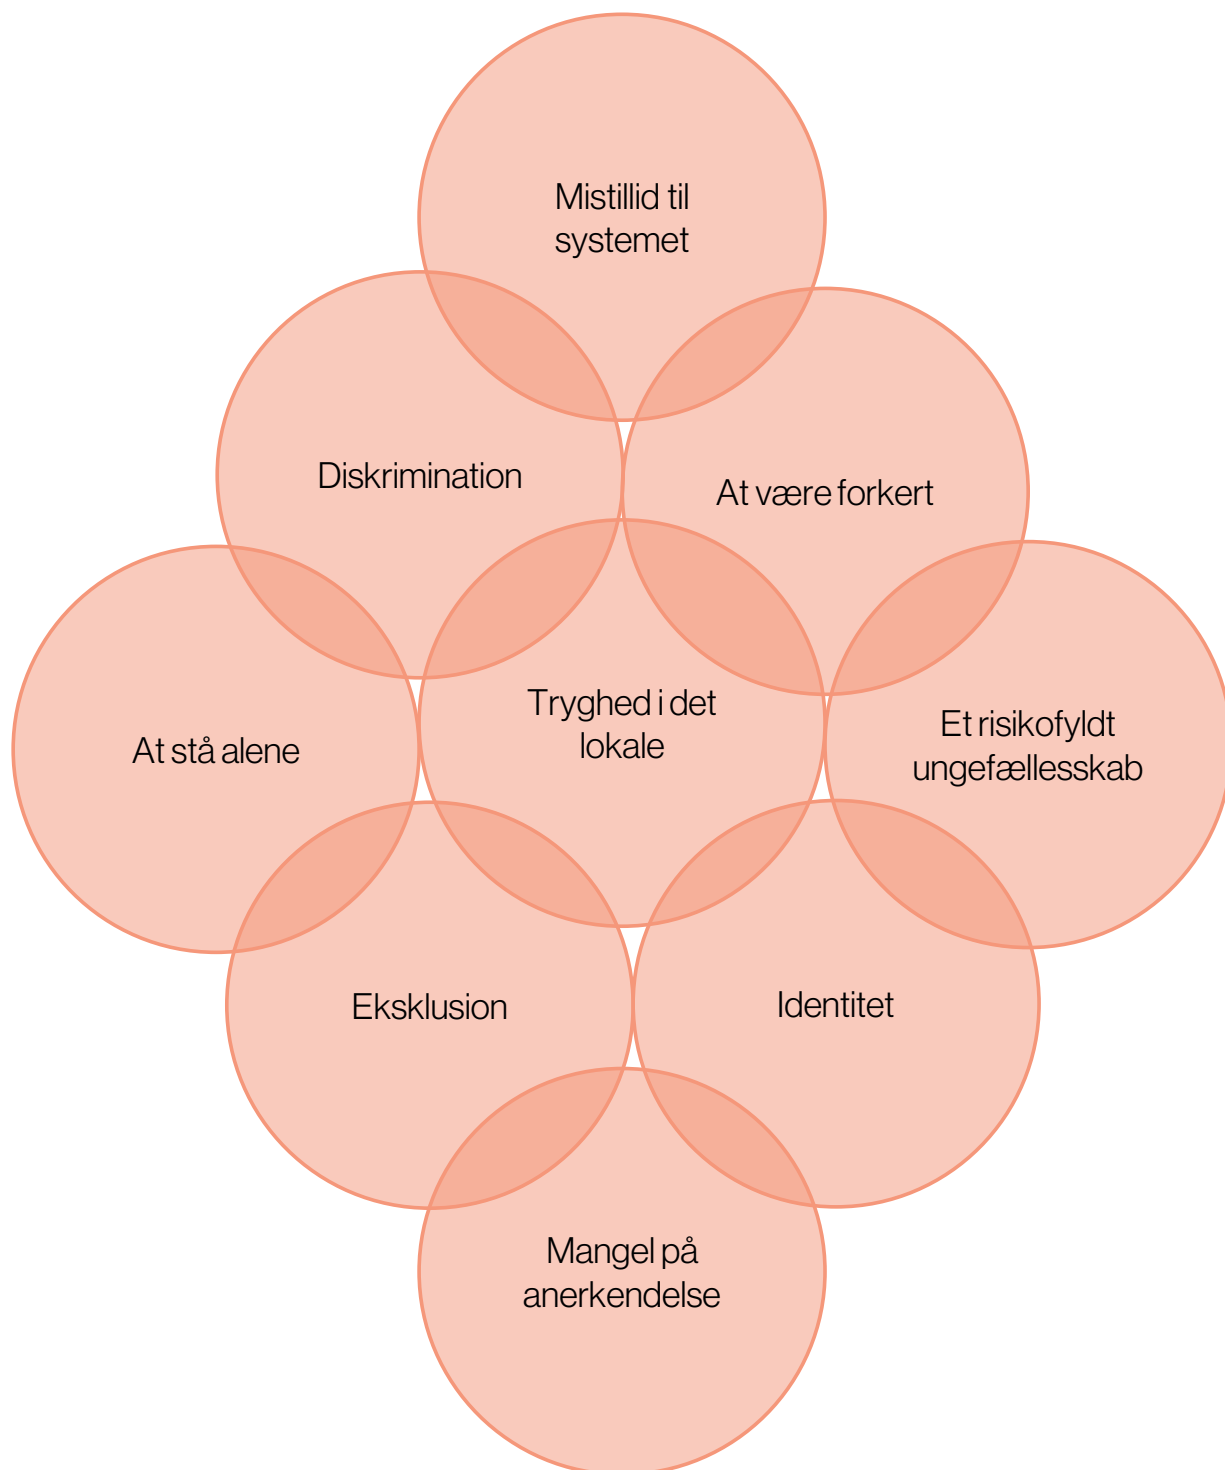 Mistillid til
systemet
Diskrimination
At være forkert
Tryghed i det
lokale
Et risikofyldt
ungefællesskab
At stå alene
Eksklusion
Identitet
Mangel på
anerkendelse